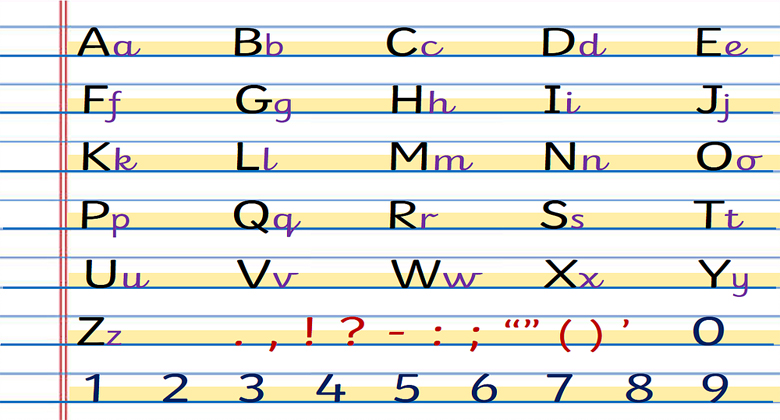 Aa Bb Cc Dd Ee
Ff Gg Hh Ii Jj
Kk Ll Mm Nn Oo
Pp Qq Rr Ss Tt
Uu Vv Ww Xx Yy
Zz . , ! ? - : ; “” ( ) ’ 0
1 2 3 4 5 6 7 8 9